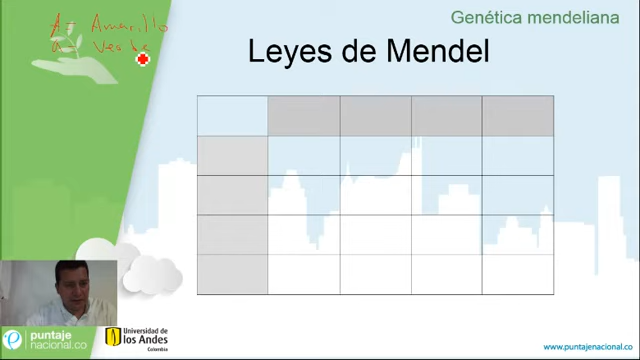 Genética mendeliana
A- Amarillo
a- Verde
Leyes de Mendel
puntaje
nacional.co
Universidad de
los Andes
Colombia
www.puntajenacional.co